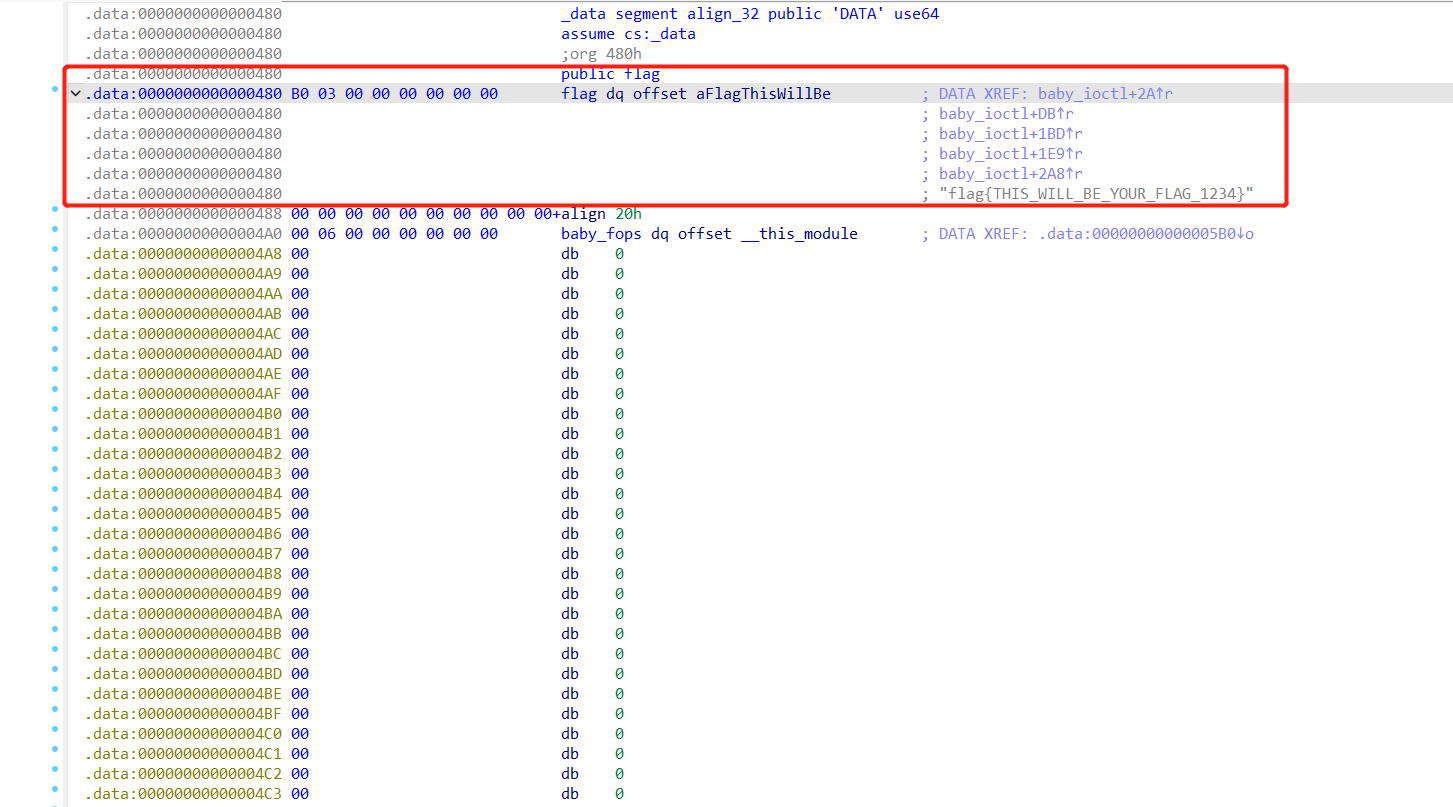 .data:0000000000000480 _data segment align_32 public 'DATA' use64
.data:0000000000000480 assume cs:_data
.data:0000000000000480 ;org 480h
.data:0000000000000480 public flag
.data:0000000000000480 B0 03 00 00 00 00 00 00 flag dq offset aFlagThisWillBe ; DATA XREF: baby_ioctl+2A↑r
.data:0000000000000480 ; baby_ioctl+DB↑r
.data:0000000000000480 ; baby_ioctl+1BD↑r
.data:0000000000000480 ; baby_ioctl+1E9↑r
.data:0000000000000480 ; baby_ioctl+2A8↑r
.data:0000000000000480 ; "flag{THIS_WILL_BE_YOUR_FLAG_1234}"
.data:0000000000000488 00 00 00 00 00 00 00 00 00 00+align 20h
.data:00000000000004A0 00 06 00 00 00 00 00 00 baby_fops dq offset __this_module ; DATA XREF: .data:00000000000005B0↓o
.data:00000000000004A8 00 db 0
.data:00000000000004A9 00 db 0
.data:00000000000004AA 00 db 0
.data:00000000000004AB 00 db 0
.data:00000000000004AC 00 db 0
.data:00000000000004AD 00 db 0
.data:00000000000004AE 00 db 0
.data:00000000000004AF 00 db 0
.data:00000000000004B0 00 db 0
.data:00000000000004B1 00 db 0
.data:00000000000004B2 00 db 0
.data:00000000000004B3 00 db 0
.data:00000000000004B4 00 db 0
.data:00000000000004B5 00 db 0
.data:00000000000004B6 00 db 0
.data:00000000000004B7 00 db 0
.data:00000000000004B8 00 db 0
.data:00000000000004B9 00 db 0
.data:00000000000004BA 00 db 0
.data:00000000000004BB 00 db 0
.data:00000000000004BC 00 db 0
.data:00000000000004BD 00 db 0
.data:00000000000004BE 00 db 0
.data:00000000000004BF 00 db 0
.data:00000000000004C0 00 db 0
.data:00000000000004C1 00 db 0
.data:00000000000004C2 00 db 0
.data:00000000000004C3 00 db 0